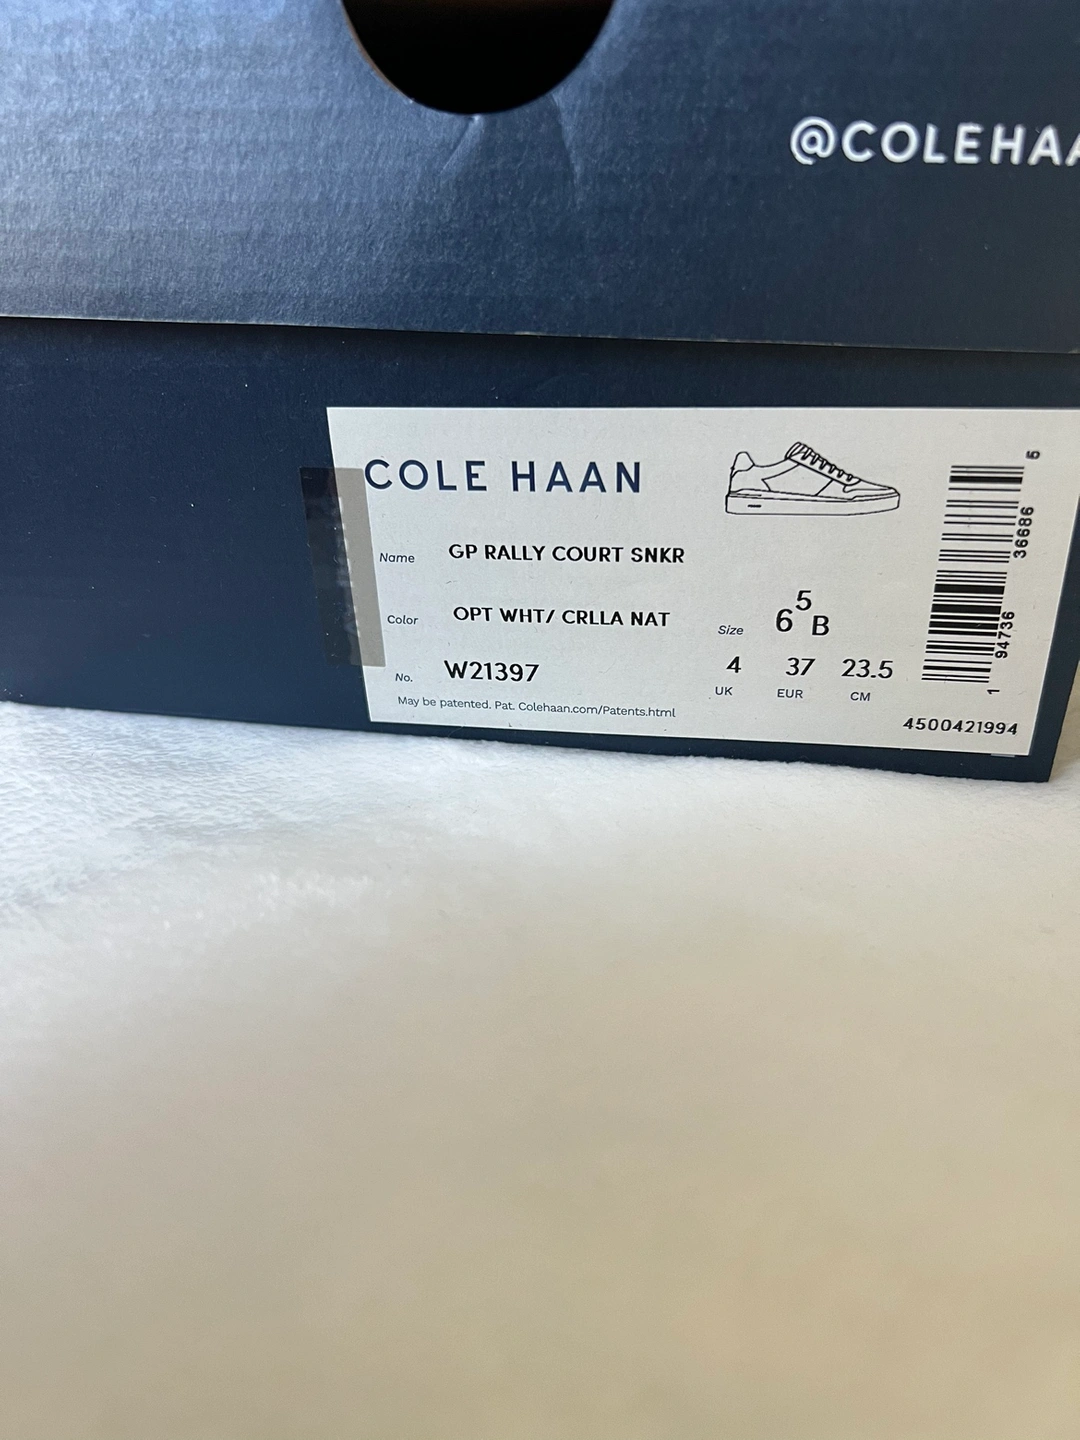 @COLEHAA
COLE HAAN
Name GP RALLY COURT SNKR
Color OPT WHT/ CRLLA NAT
Size 6 5 B
No. W21397
4 37 23.5
UK EUR CM
May be patented. Pat. Colehaan.com/Patents.html
1 94736 36686 5
4500421994